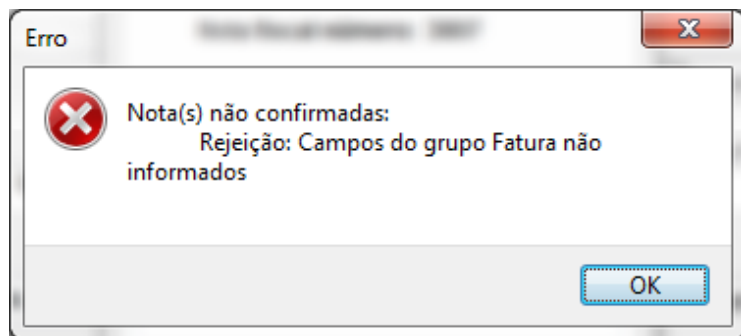 Erro
Nota(s) não confirmadas:
Rejeição: Campos do grupo Fatura não
informados
OK